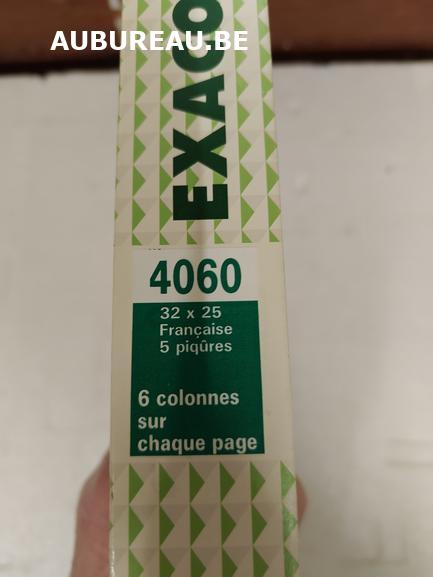 AUBUREAU.BE
EXACO
4060
32 x 25
Française
5 piqûres
6 colonnes
sur
chaque page